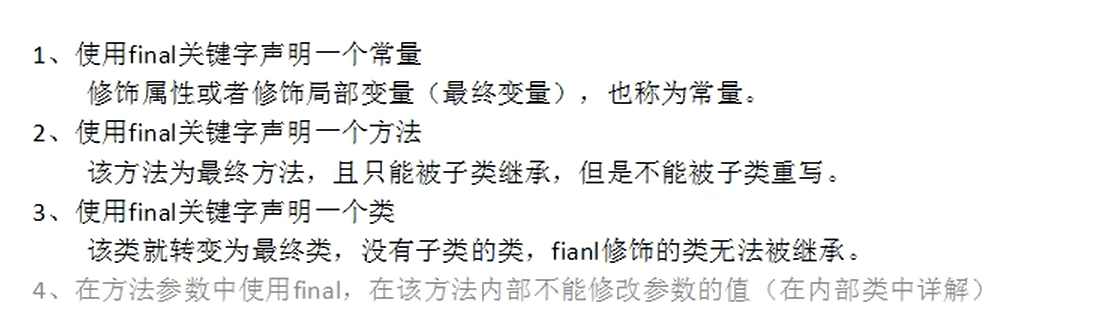 1、使用final关键字声明一个常量
修饰属性或者修饰局部变量（最终变量），也称为常量。
2、使用final关键字声明一个方法
该方法为最终方法，且只能被子类继承，但是不能被子类重写。
3、使用final关键字声明一个类
该类就转变为最终类，没有子类的类，fianl修饰的类无法被继承。
4、在方法参数中使用final，在该方法内部不能修改参数的值（在内部类中详解）